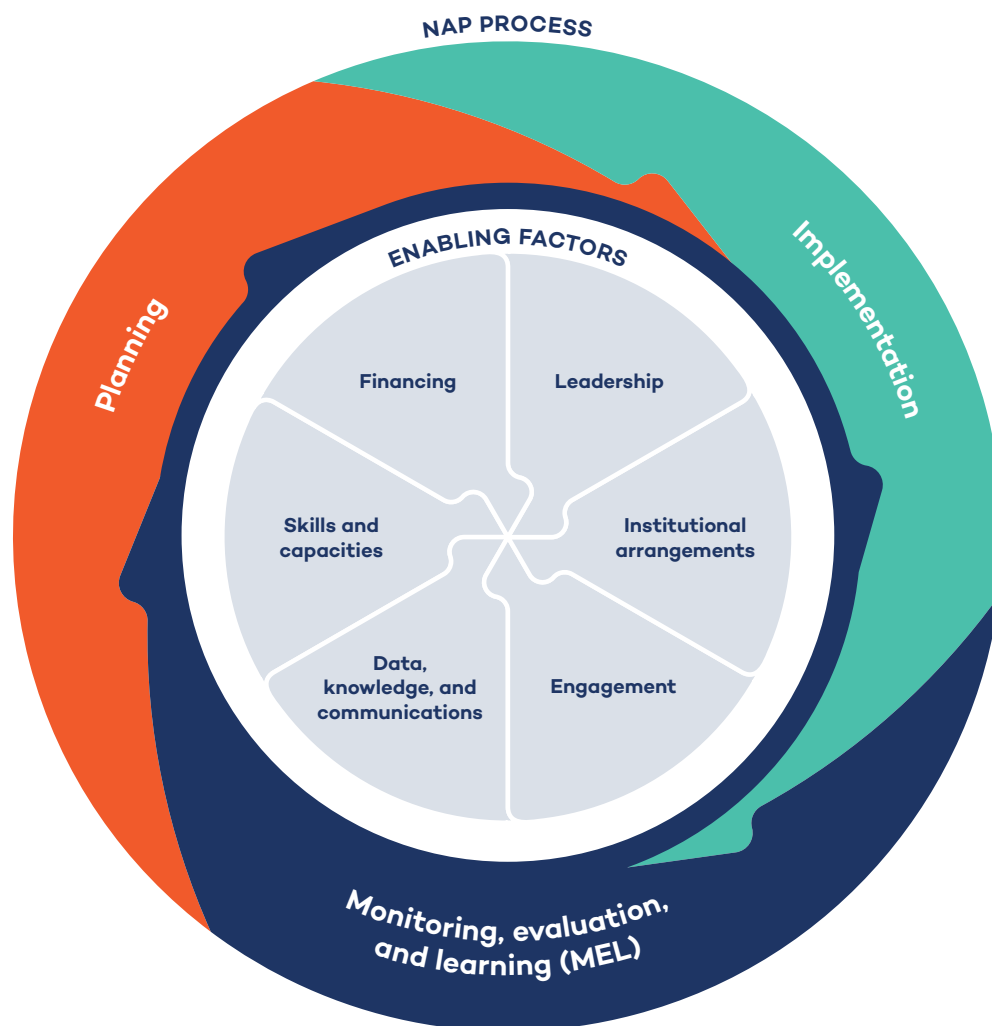 NAP PROCESS
Implementation
Planning
ENABLING FACTORS
Financing
Leadership
Skills and
capacities
Institutional
arrangements
Data,
knowledge, and
communications
Engagement
Monitoring, evaluation,
and learning (MEL)